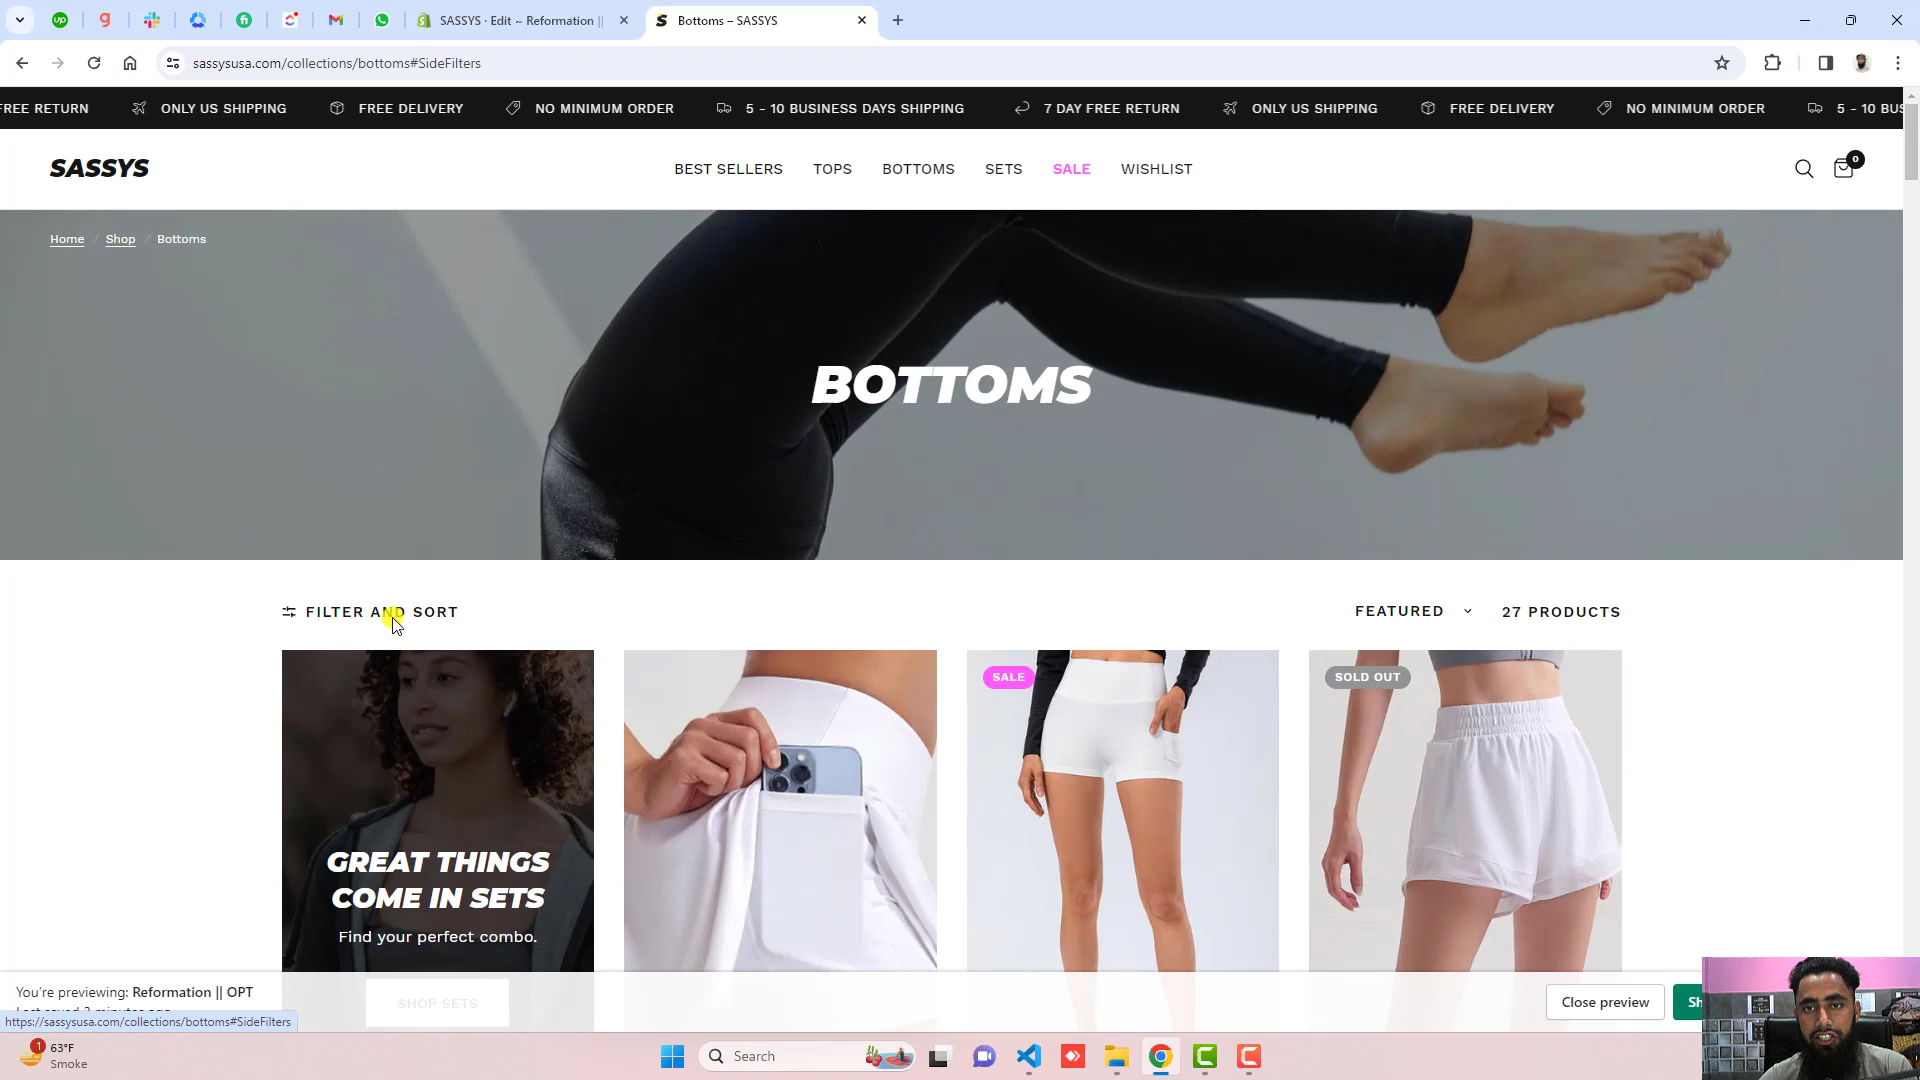 SASSYS · Edit ~ Reformation ||
Bottoms – SASSYS
sassysusa.com/collections/bottoms#SideFilters
FREE RETURN ONLY US SHIPPING FREE DELIVERY NO MINIMUM ORDER 5 - 10 BUSINESS DAYS SHIPPING 7 DAY FREE RETURN ONLY US SHIPPING FREE DELIVERY NO MINIMUM ORDER 5 - 10 BUS
SASSYS
BEST SELLERS TOPS BOTTOMS SETS SALE WISHLIST
0
Home / Shop / Bottoms
BOTTOMS
FILTER AND SORT
FEATURED 27 PRODUCTS
SALE
SOLD OUT
GREAT THINGS
COME IN SETS
Find your perfect combo.
SHOP SETS
You're previewing: Reformation || OPT
Close preview
Sh
https://sassysusa.com/collections/bottoms#SideFilters
1
63°F
Smoke
Search